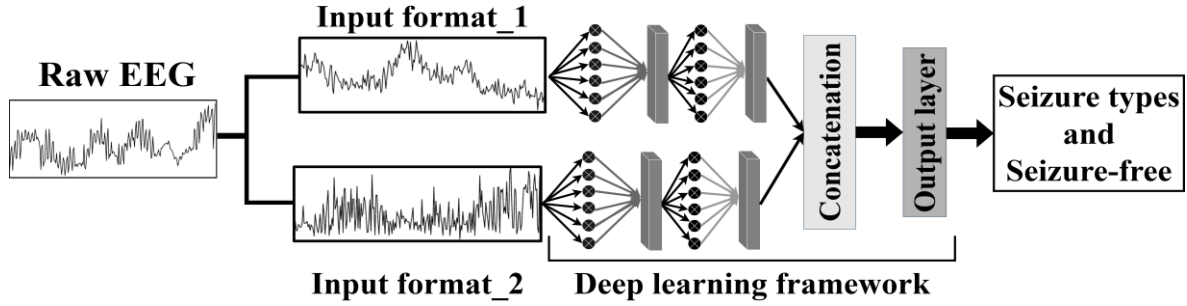 Raw EEG
Input format_1
Input format_2
Deep learning framework
Concatenation
Output layer
Seizure types
and
Seizure-free